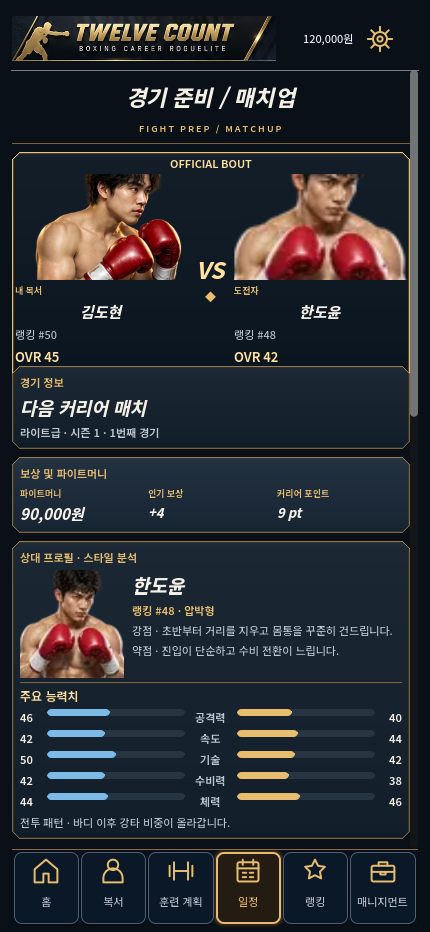 TWELVE COUNT
BOXING CAREER ROGUELITE
120,000원
경기 준비 / 매치업
FIGHT PREP / MATCHUP
OFFICIAL BOUT
VS
내 복서
도전자
김도현
한도윤
랭킹 #50
랭킹 #48
OVR 45
OVR 42
경기 정보
다음 커리어 매치
라이트급 · 시즌 1 · 1번째 경기
보상 및 파이트머니
파이트머니 인기 보상 커리어 포인트
90,000원 +4 9 pt
상대 프로필 · 스타일 분석
한도윤
랭킹 #48 · 압박형
강점 · 초반부터 거리를 지우고 몸통을 꾸준히 건드립니다.
약점 · 진입이 단순하고 수비 전환이 느립니다.
주요 능력치
46 공격력 40
42 속도 44
50 기술 42
42 수비력 38
44 체력 46
전투 패턴 · 바디 이후 강타 비중이 올라갑니다.
홈 복서 훈련 계획 일정 랭킹 매니지먼트